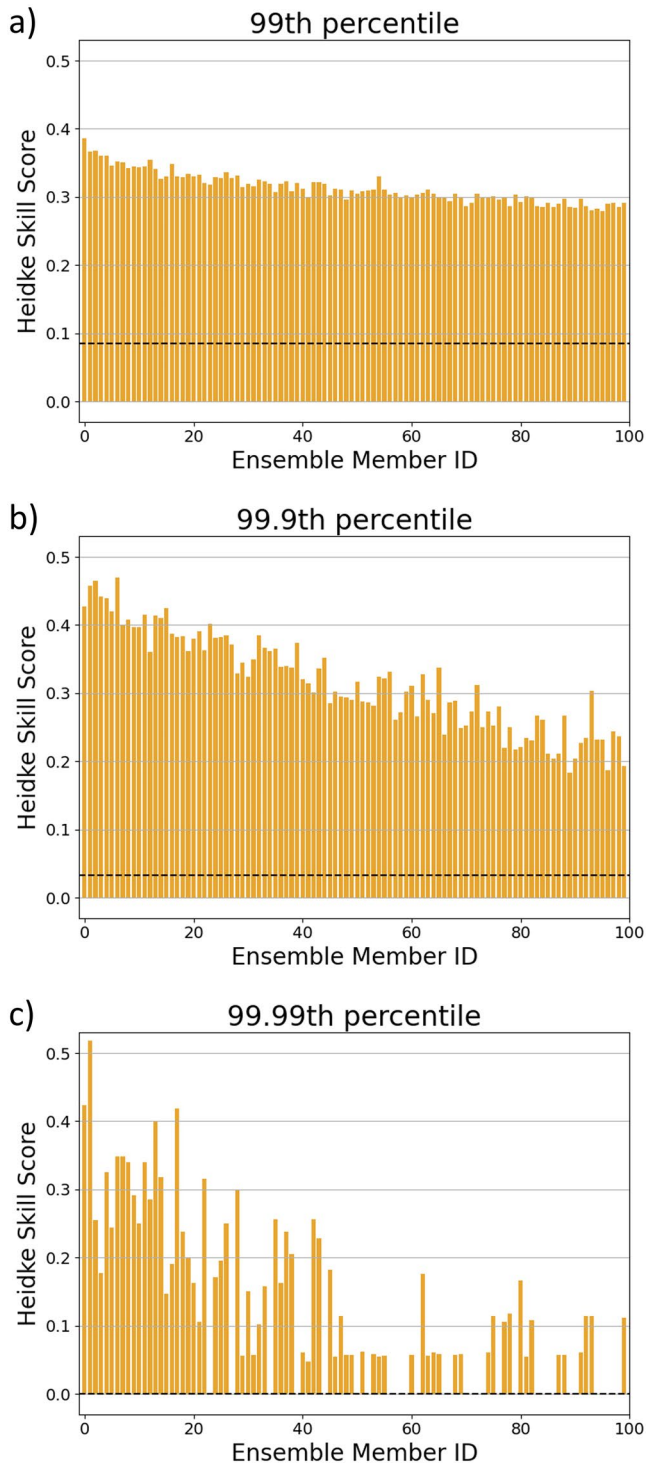 a)
99th percentile
0.5
0.4
0.3
0.2
0.1
0.0
Heidke Skill Score
0 20 40 60 80 100
Ensemble Member ID
b)
99.9th percentile
0.5
0.4
0.3
0.2
0.1
0.0
Heidke Skill Score
0 20 40 60 80 100
Ensemble Member ID
c)
99.99th percentile
0.5
0.4
0.3
0.2
0.1
0.0
Heidke Skill Score
0 20 40 60 80 100
Ensemble Member ID